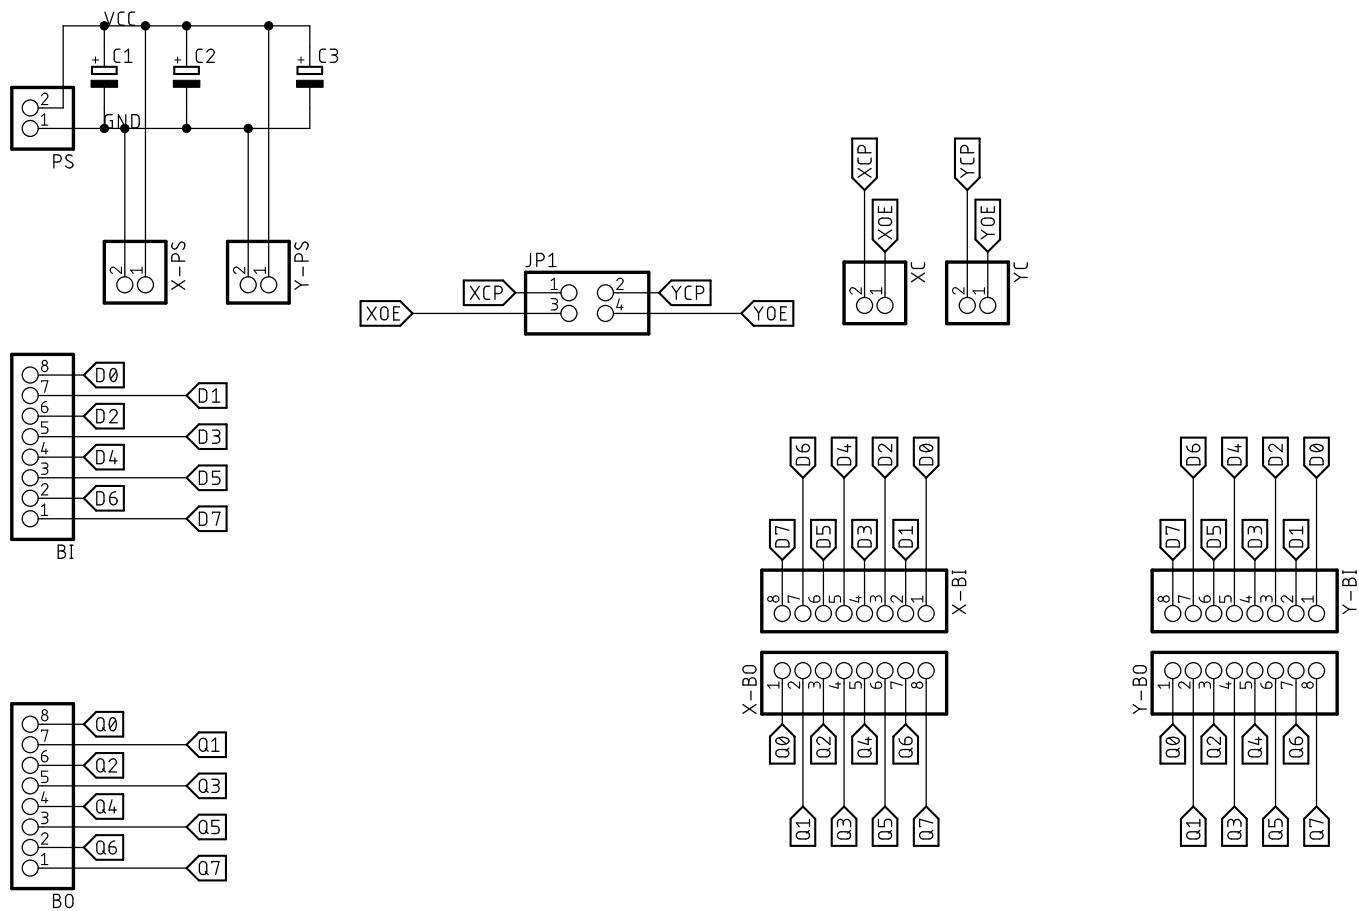 VCC
+ C1
+ C2
+ C3
2
1
GND
PS
2 1 X-PS
2 1 Y-PS
JP1
XCP 1 2 YCP
XOE 3 4 YOE
XCP
XOE
2 1 XC
YCP
YOE
2 1 YC
8 D0
7 D1
6 D2
5 D3
4 D4
3 D5
2 D6
1 D7
BI
D6 D4 D2 D0
D7 D5 D3 D1
8 7 6 5 4 3 2 1 X-BI
X-BO 1 2 3 4 5 6 7 8
Q0 Q2 Q4 Q6
Q1 Q3 Q5 Q7
D6 D4 D2 D0
D7 D5 D3 D1
8 7 6 5 4 3 2 1 Y-BI
Y-BO 1 2 3 4 5 6 7 8
Q0 Q2 Q4 Q6
Q1 Q3 Q5 Q7
8 Q0
7 Q1
6 Q2
5 Q3
4 Q4
3 Q5
2 Q6
1 Q7
BO